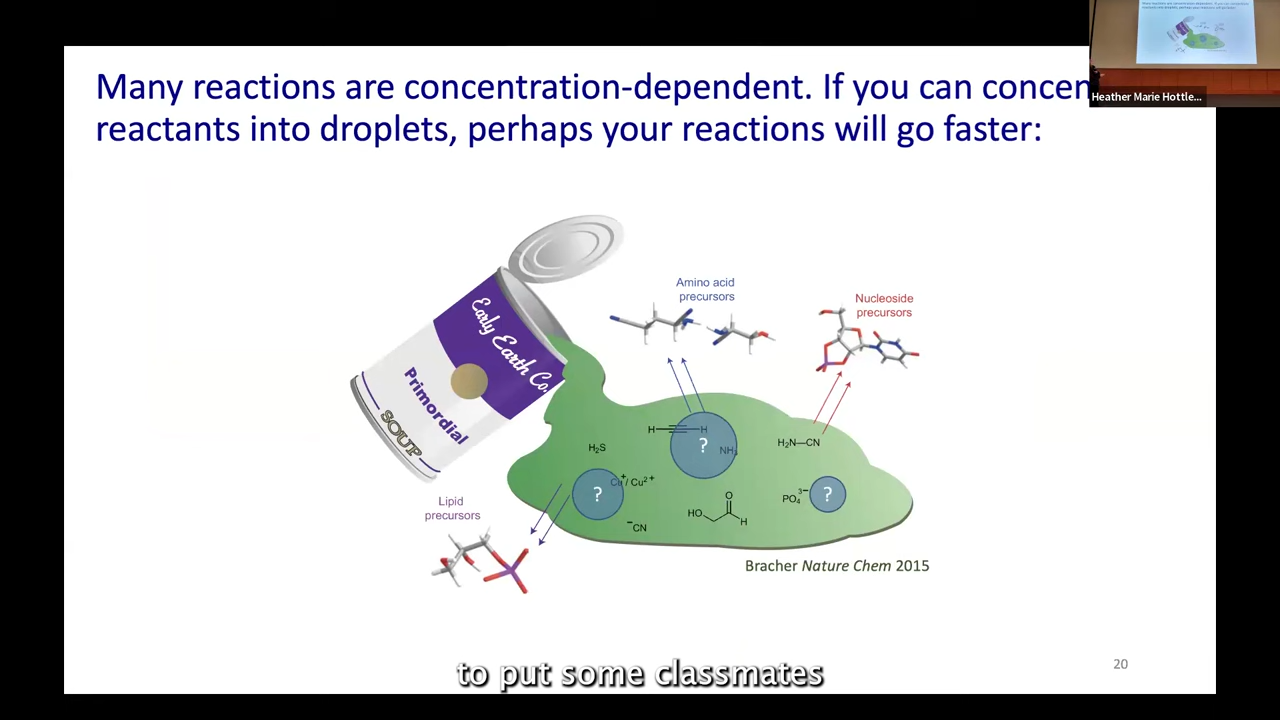 Many reactions are concentration-dependent. If you can concen
reactants into droplets, perhaps your reactions will go faster:
Heather Marie Hottle...
Early Earth Co.
Primordial
SOUP
Amino acid
precursors
Nucleoside
precursors
H≡H
?
NH₃
H₂N—CN
H₂S
Cu⁺/ Cu²⁺
?
PO₄³⁻
?
O
HO
H
⁻CN
Lipid
precursors
Bracher Nature Chem 2015
20
to put some classmates